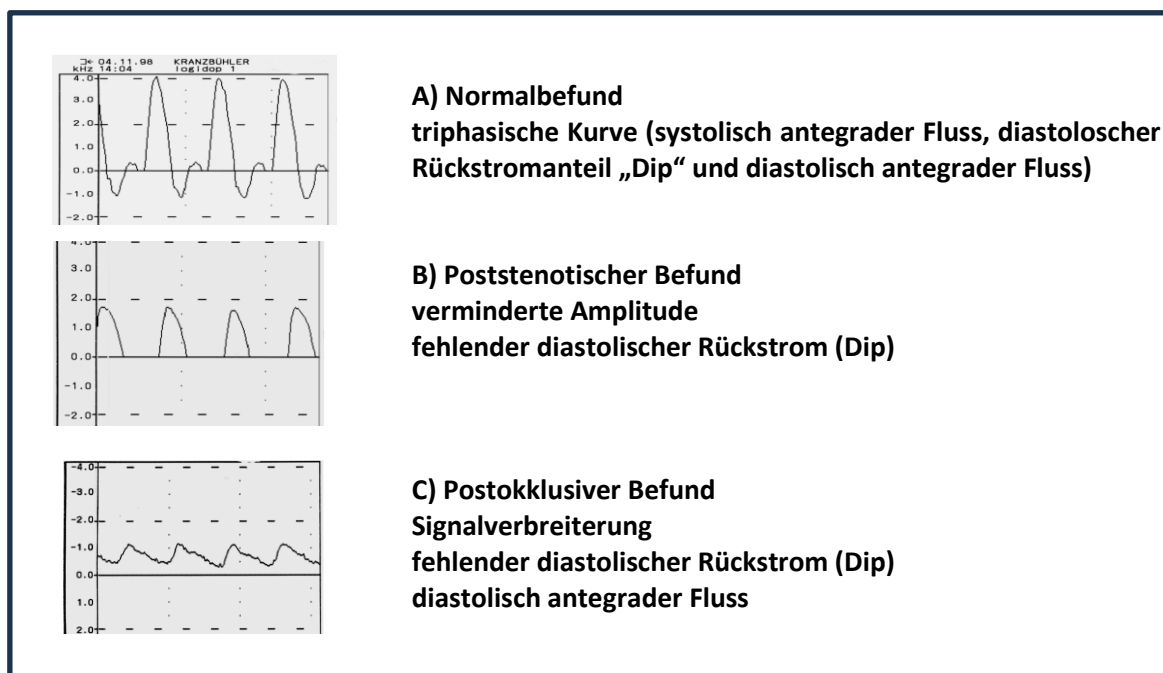 ⊐← 04.11.98 KRANZBÜHLER
kHz 14:04 logidop 1
4.0
3.0
2.0
1.0
0.0
-1.0
-2.0
A) Normalbefund
triphasische Kurve (systolisch antegrader Fluss, diastoloscher
Rückstromanteil „Dip“ und diastolisch antegrader Fluss)
4.0
3.0
2.0
1.0
0.0
-1.0
-2.0
B) Poststenotischer Befund
verminderte Amplitude
fehlender diastolischer Rückstrom (Dip)
-4.0
-3.0
-2.0
-1.0
0.0
1.0
2.0
C) Postokklusiver Befund
Signalverbreiterung
fehlender diastolischer Rückstrom (Dip)
diastolisch antegrader Fluss